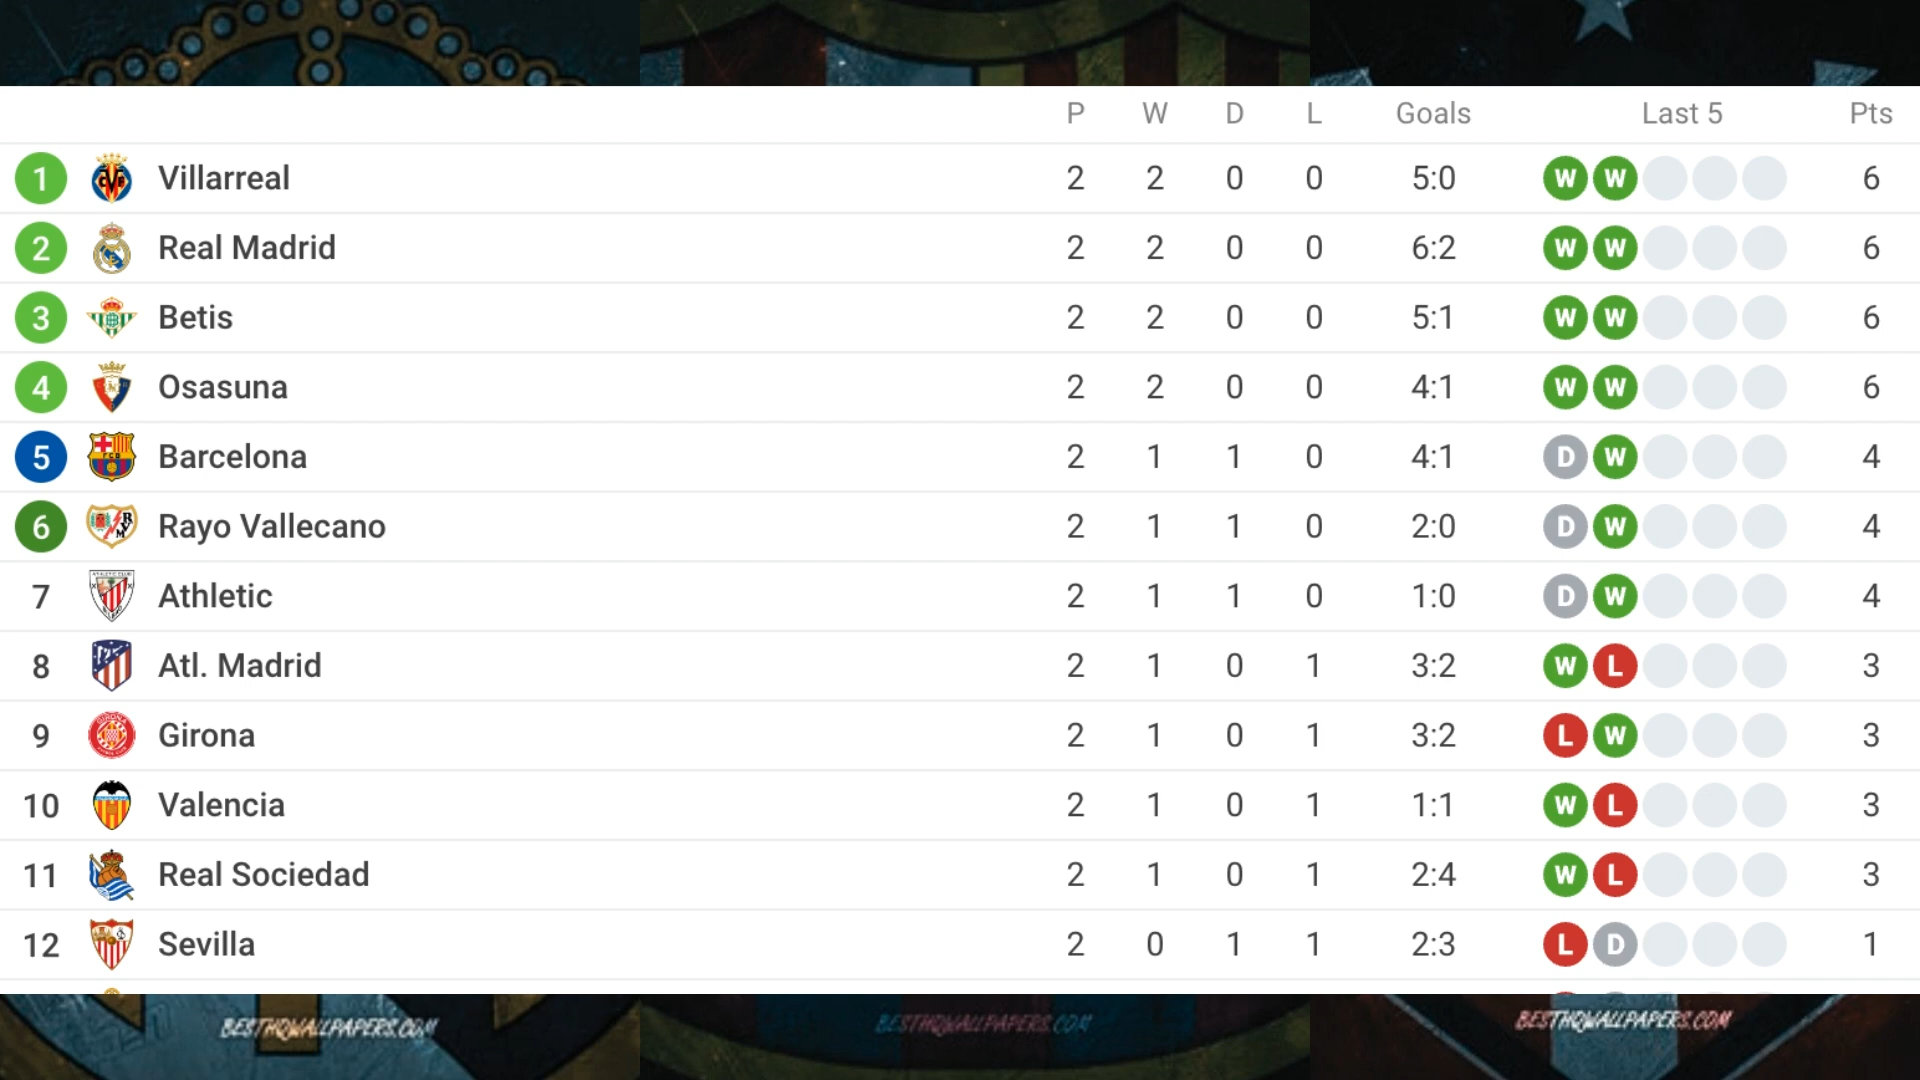 P W D L Goals Last 5 Pts
1 Villarreal 2 2 0 0 5:0 W W 6
2 Real Madrid 2 2 0 0 6:2 W W 6
3 Betis 2 2 0 0 5:1 W W 6
4 Osasuna 2 2 0 0 4:1 W W 6
5 Barcelona 2 1 1 0 4:1 D W 4
6 Rayo Vallecano 2 1 1 0 2:0 D W 4
7 Athletic 2 1 1 0 1:0 D W 4
8 Atl. Madrid 2 1 0 1 3:2 W L 3
9 Girona 2 1 0 1 3:2 L W 3
10 Valencia 2 1 0 1 1:1 W L 3
11 Real Sociedad 2 1 0 1 2:4 W L 3
12 Sevilla 2 0 1 1 2:3 L D 1
BESTHQWALLPAPERS.COM BESTHQWALLPAPERS.COM BESTHQWALLPAPERS.COM